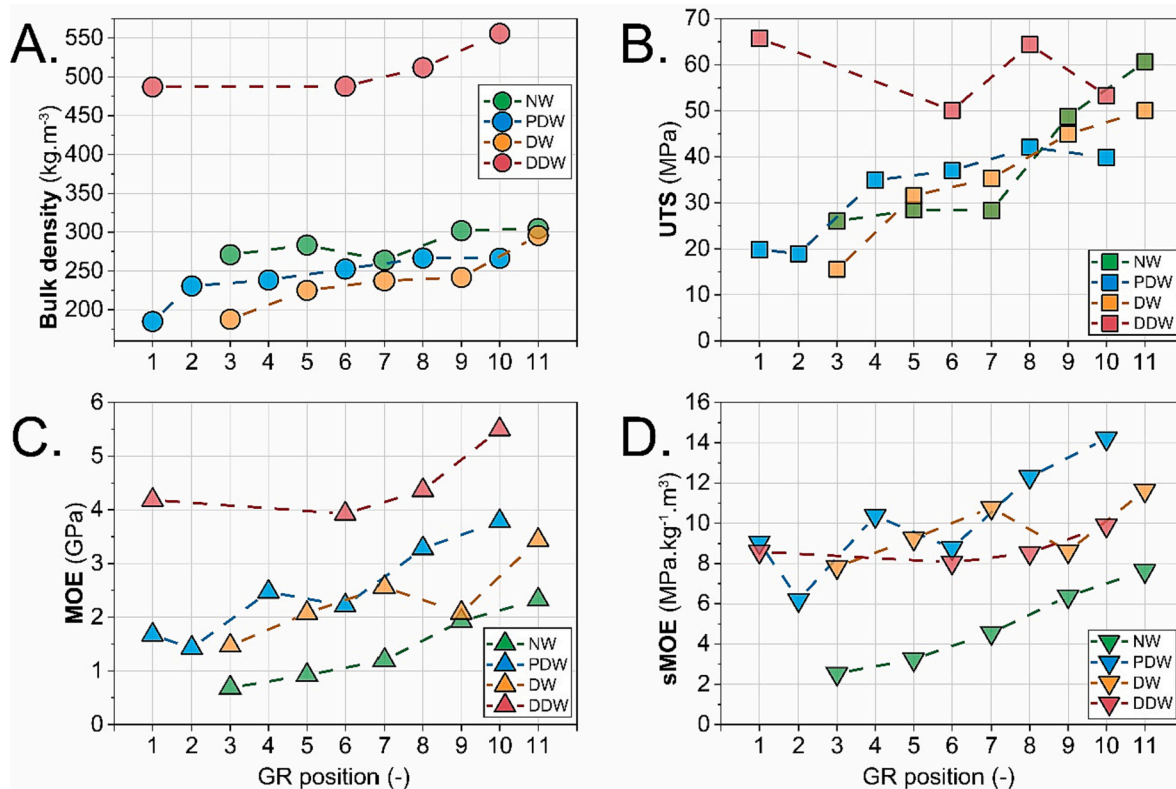 A.
Bulk density (kg.m⁻³)
550
500
450
400
350
300
250
200
NW
PDW
DW
DDW
1 2 3 4 5 6 7 8 9 10 11
B.
UTS (MPa)
70
60
50
40
30
20
10
0
NW
PDW
DW
DDW
1 2 3 4 5 6 7 8 9 10 11
C.
MOE (GPa)
6
5
4
3
2
1
0
NW
PDW
DW
DDW
1 2 3 4 5 6 7 8 9 10 11
GR position (-)
D.
sMOE (MPa.kg⁻¹.m³)
16
14
12
10
8
6
4
2
0
NW
PDW
DW
DDW
1 2 3 4 5 6 7 8 9 10 11
GR position (-)